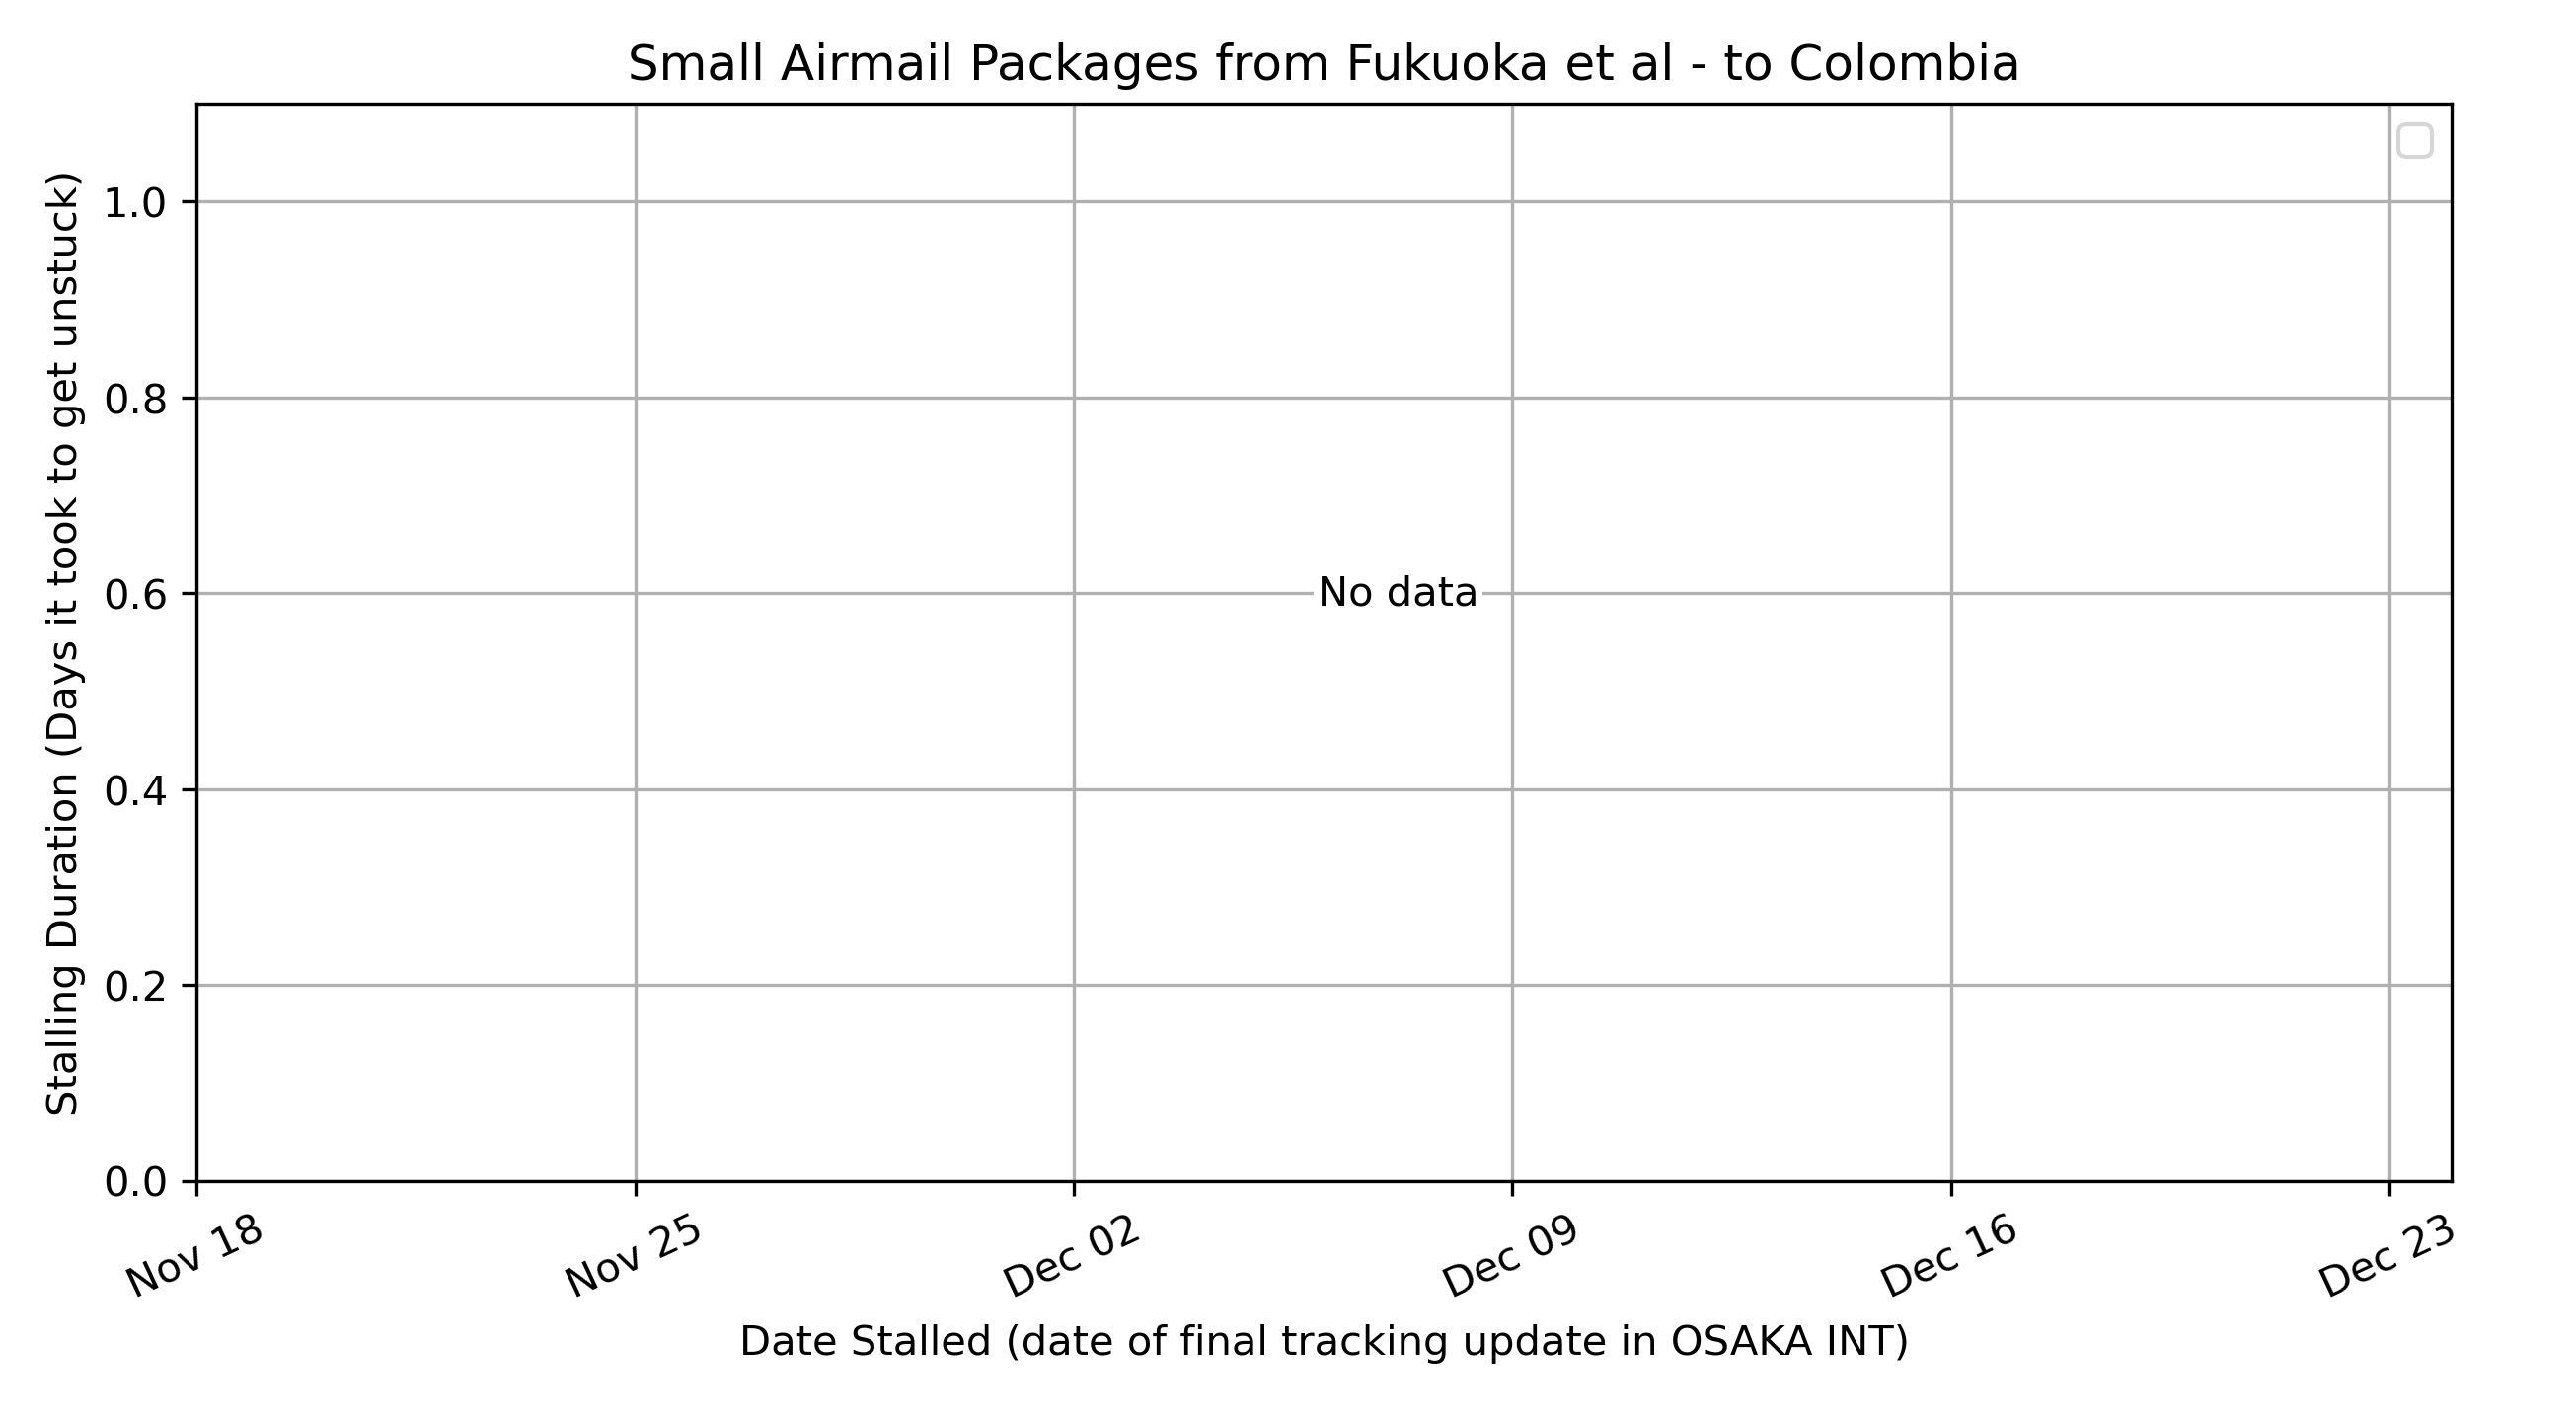 Small Airmail Packages from Fukuoka et al - to Colombia
Stalling Duration (Days it took to get unstuck)
1.0
0.8
0.6
0.4
0.2
0.0
No data
Nov 18
Nov 25
Dec 02
Dec 09
Dec 16
Dec 23
Date Stalled (date of final tracking update in OSAKA INT)